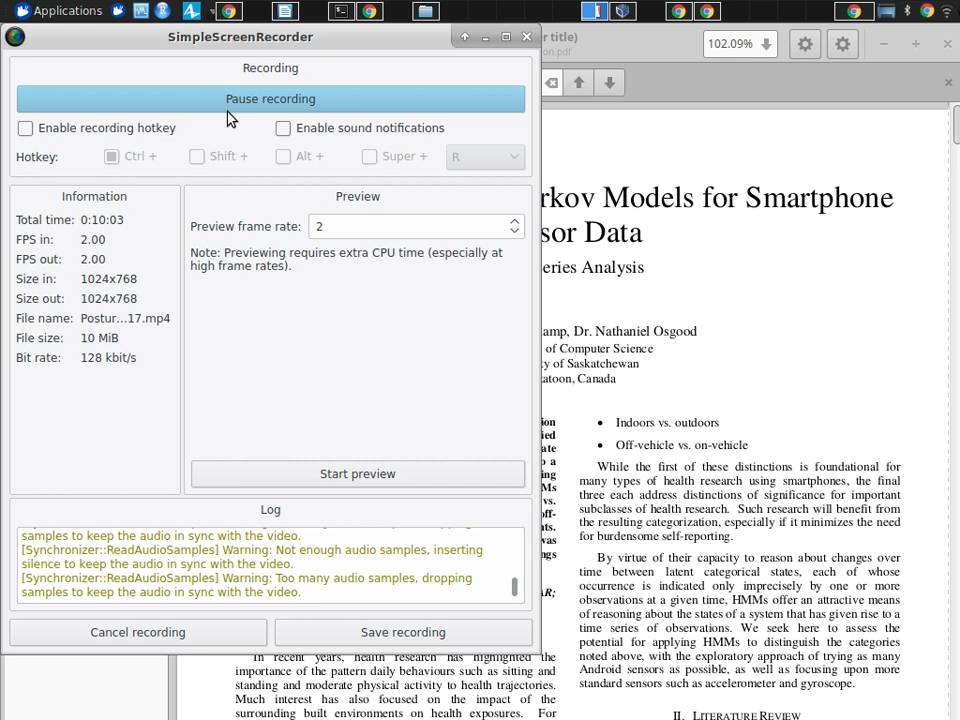 Applications
SimpleScreenRecorder
r title)
on.pdf
102.09%
Recording
Pause recording
Enable recording hotkey
Enable sound notifications
Hotkey:
Ctrl +
Shift +
Alt +
Super +
R
Information
Total time: 0:10:03
FPS in: 2.00
FPS out: 2.00
Size in: 1024x768
Size out: 1024x768
File name: Postur...17.mp4
File size: 10 MiB
Bit rate: 128 kbit/s
Preview
Preview frame rate: 2
Note: Previewing requires extra CPU time (especially at
high frame rates).
Start preview
Log
samples to keep the audio in sync with the video.
[Synchronizer::ReadAudioSamples] Warning: Not enough audio samples, inserting
silence to keep the audio in sync with the video.
[Synchronizer::ReadAudioSamples] Warning: Too many audio samples, dropping
samples to keep the audio in sync with the video.
Cancel recording
Save recording
rkov Models for Smartphone
sor Data
eries Analysis
amp, Dr. Nathaniel Osgood
of Computer Science
ty of Saskatchewan
atoon, Canada
ion
ied
ate
o a
ing
Ms
vs.
off-
nts.
was
ngs
AR;
In recent years, health research has highlighted the
importance of the pattern daily behaviours such as sitting and
standing and moderate physical activity to health trajectories.
Much interest has also focused on the impact of the
surrounding built environments on health exposures. For
• Indoors vs. outdoors
• Off-vehicle vs. on-vehicle
While the first of these distinctions is foundational for
many types of health research using smartphones, the final
three each address distinctions of significance for important
subclasses of health research. Such research will benefit from
the resulting categorization, especially if it minimizes the need
for burdensome self-reporting.
By virtue of their capacity to reason about changes over
time between latent categorical states, each of whose
occurrence is indicated only imprecisely by one or more
observations at a given time, HMMs offer an attractive means
of reasoning about the states of a system that has given rise to a
time series of observations. We seek here to assess the
potential for applying HMMs to distinguish the categories
noted above, with the exploratory approach of trying as many
Android sensors as possible, as well as focusing upon more
standard sensors such as accelerometer and gyroscope.
II. LITERATURE REVIEW